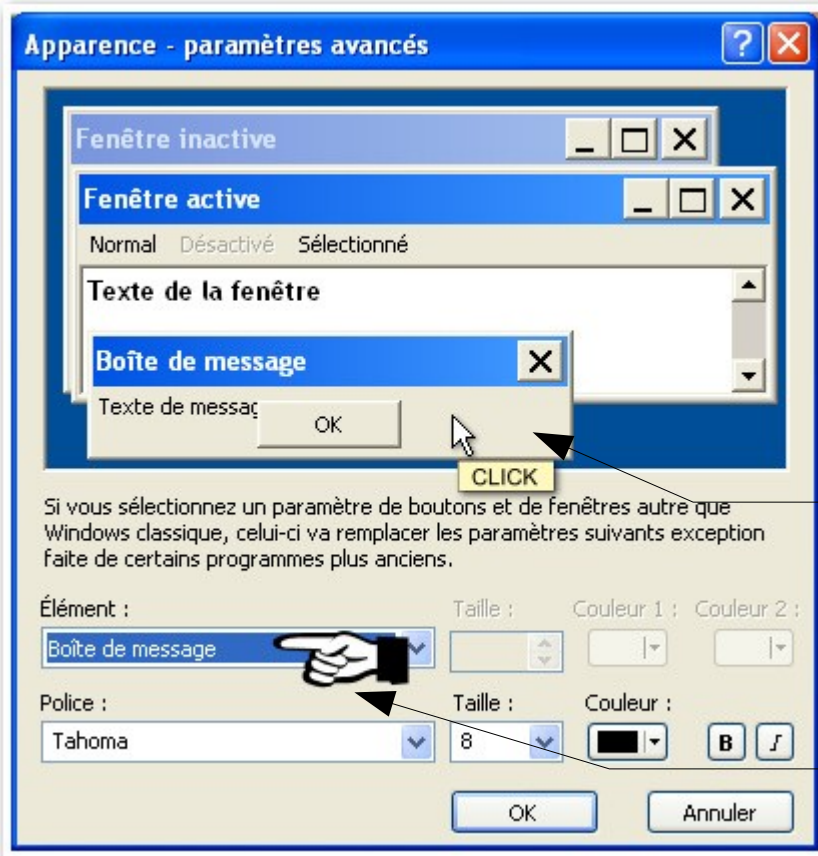 Apparence - paramètres avancés
?
Fenêtre inactive
Fenêtre active
Normal Désactivé Sélectionné
Texte de la fenêtre
Boîte de message
Texte de messag
OK
CLICK
Si vous sélectionnez un paramètre de boutons et de fenêtres autre que
Windows classique, celui-ci va remplacer les paramètres suivants exception
faite de certains programmes plus anciens.
Élément : Taille : Couleur 1 : Couleur 2 :
Boîte de message
Police : Taille : Couleur :
Tahoma 8 B I
OK Annuler